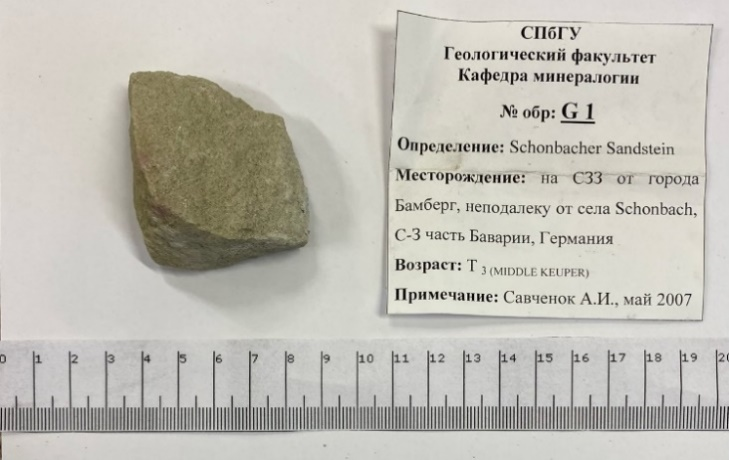 СПбГУ
Геологический факультет
Кафедра минералогии
№ обр: G 1
Определение: Schonbacher Sandstein
Месторождение: на СЗЗ от города
Бамберг, неподалеку от села Schonbach,
С-З часть Баварии, Германия
Возраст: T 3 (MIDDLE KEUPER)
Примечание: Савченок А.И., май 2007
0 1 2 3 4 5 6 7 8 9 10 11 12 13 14 15 16 17 18 19 20